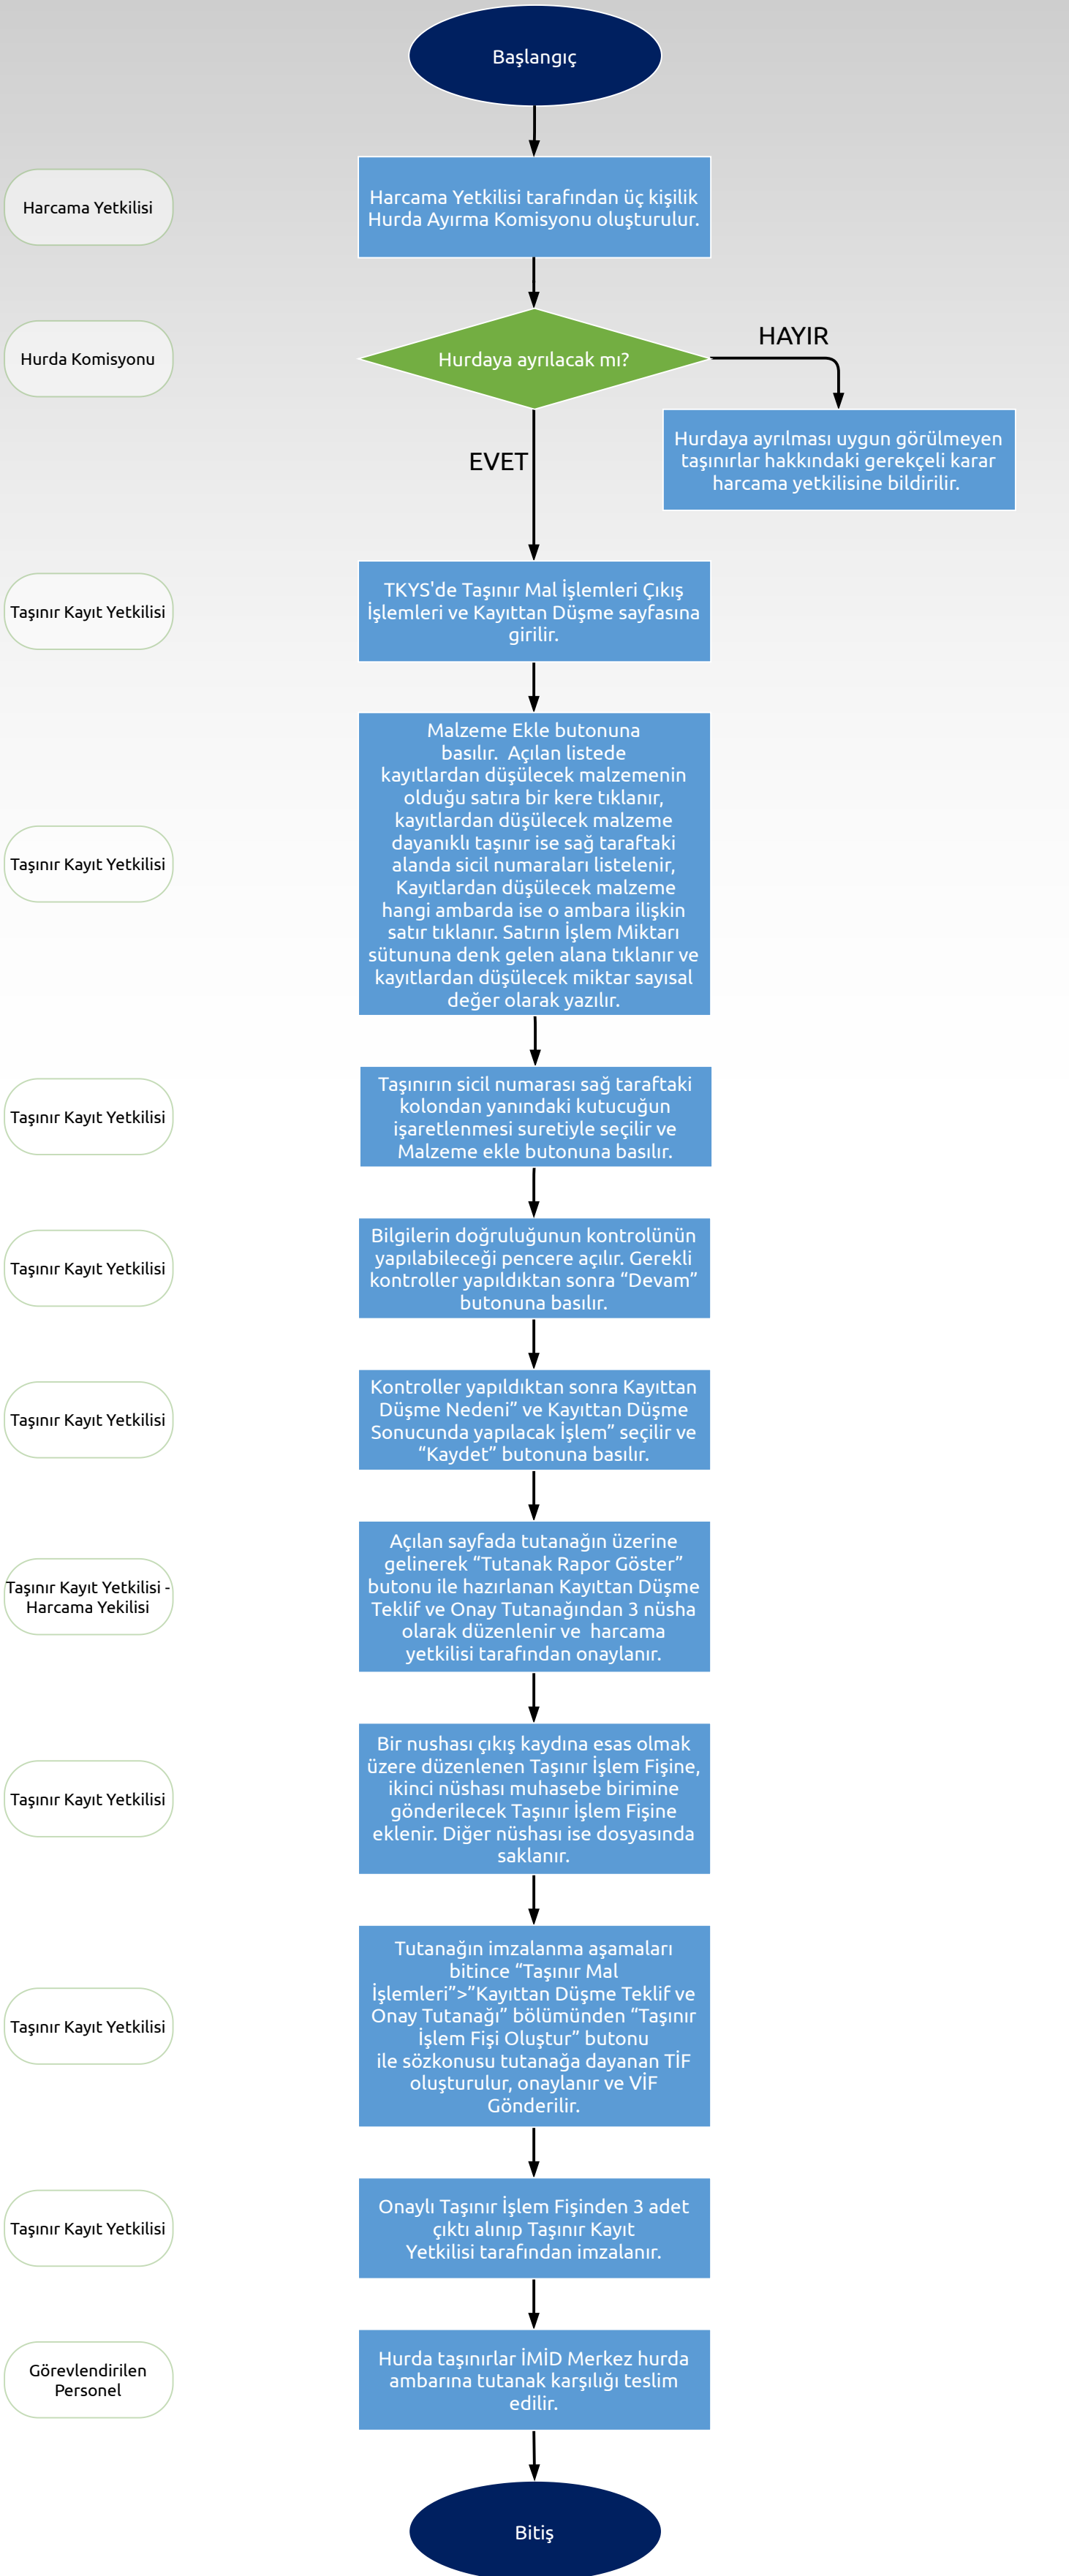 Başlangıç
Harcama Yetkilisi
Harcama Yetkilisi tarafından üç kişilik
Hurda Ayırma Komisyonu oluşturulur.
Hurda Komisyonu
Hurdaya ayrılacak mı?
HAYIR
Hurdaya ayrılması uygun görülmeyen
taşınırlar hakkındaki gerekçeli karar
harcama yetkilisine bildirilir.
EVET
Taşınır Kayıt Yetkilisi
TKYS'de Taşınır Mal İşlemleri Çıkış
İşlemleri ve Kayıttan Düşme sayfasına
girilir.
Taşınır Kayıt Yetkilisi
Malzeme Ekle butonuna
basılır. Açılan listede
kayıtlardan düşülecek malzemenin
olduğu satıra bir kere tıklanır,
kayıtlardan düşülecek malzeme
dayanıklı taşınır ise sağ taraftaki
alanda sicil numaraları listelenir,
Kayıtlardan düşülecek malzeme
hangi ambarda ise o ambara ilişkin
satır tıklanır. Satırın İşlem Miktarı
sütununa denk gelen alana tıklanır ve
kayıtlardan düşülecek miktar sayısal
değer olarak yazılır.
Taşınır Kayıt Yetkilisi
Taşınırın sicil numarası sağ taraftaki
kolondan yanındaki kutucuğun
işaretlenmesi suretiyle seçilir ve
Malzeme ekle butonuna basılır.
Taşınır Kayıt Yetkilisi
Bilgilerin doğruluğunun kontrolünün
yapılabileceği pencere açılır. Gerekli
kontroller yapıldıktan sonra “Devam”
butonuna basılır.
Taşınır Kayıt Yetkilisi
Kontroller yapıldıktan sonra Kayıttan
Düşme Nedeni” ve Kayıttan Düşme
Sonucunda yapılacak İşlem” seçilir ve
“Kaydet” butonuna basılır.
Taşınır Kayıt Yetkilisi -
Harcama Yekilisi
Açılan sayfada tutanağın üzerine
gelinerek “Tutanak Rapor Göster”
butonu ile hazırlanan Kayıttan Düşme
Teklif ve Onay Tutanağından 3 nüsha
olarak düzenlenir ve harcama
yetkilisi tarafından onaylanır.
Taşınır Kayıt Yetkilisi
Bir nushası çıkış kaydına esas olmak
üzere düzenlenen Taşınır İşlem Fişine,
ikinci nüshası muhasebe birimine
gönderilecek Taşınır İşlem Fişine
eklenir. Diğer nüshası ise dosyasında
saklanır.
Taşınır Kayıt Yetkilisi
Tutanağın imzalanma aşamaları
bitince “Taşınır Mal
İşlemleri”>”Kayıttan Düşme Teklif ve
Onay Tutanağı” bölümünden “Taşınır
İşlem Fişi Oluştur” butonu
ile sözkonusu tutanağa dayanan TİF
oluşturulur, onaylanır ve VİF
Gönderilir.
Taşınır Kayıt Yetkilisi
Onaylı Taşınır İşlem Fişinden 3 adet
çıktı alınıp Taşınır Kayıt
Yetkilisi tarafından imzalanır.
Görevlendirilen
Personel
Hurda taşınırlar İMİD Merkez hurda
ambarına tutanak karşılığı teslim
edilir.
Bitiş